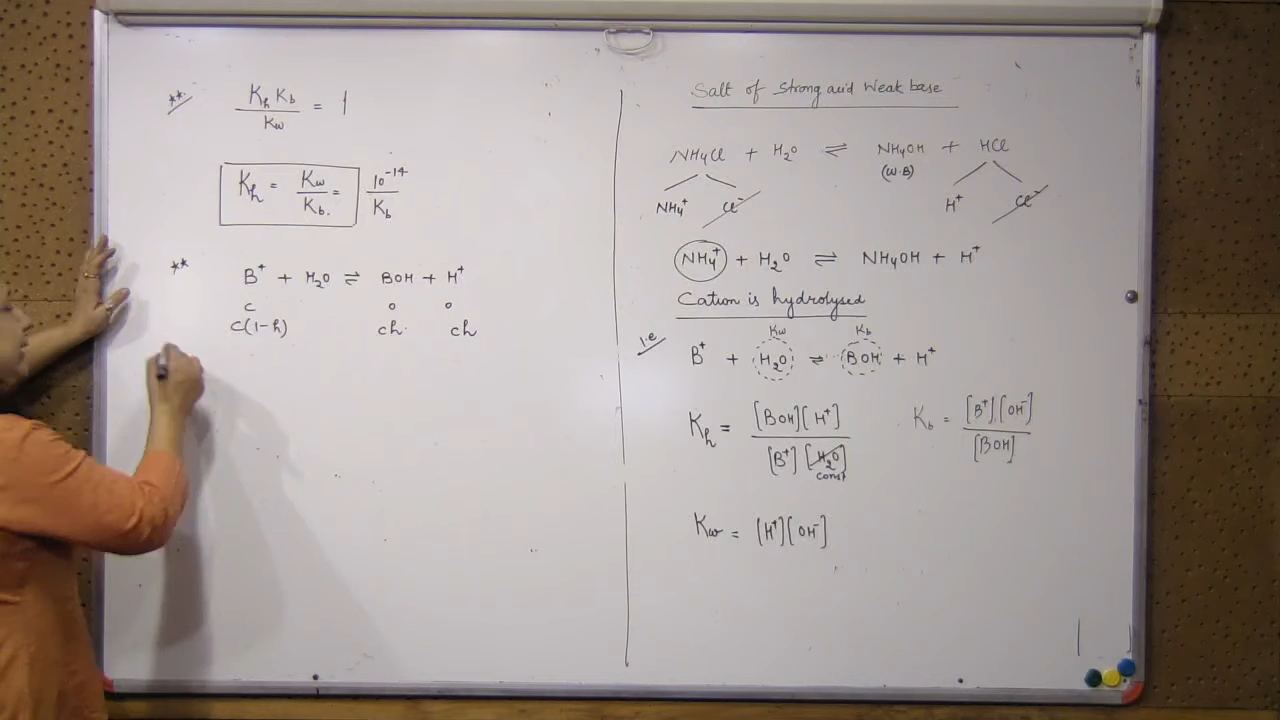 ** Kh Kb / Kw = 1
Kh = Kw / Kb = 10⁻¹⁴ / Kb
** B⁺ + H₂O ⇌ BOH + H⁺
C 0 0
C(1-h) ch ch
Salt of Strong acid Weak base
NH4Cl + H₂O ⇌ NH4OH + HCl
(W.B)
NH4⁺ Cl⁻ H⁺ Cl⁻
NH4⁺ + H₂O ⇌ NH4OH + H⁺
Cation is hydrolysed
i.e
Kw Kb
B⁺ + H₂O ⇌ BOH + H⁺
Kh = [BOH][H⁺] / [B⁺][H₂O] Kb = [B⁺][OH⁻] / [BOH]
const
Kw = [H⁺][OH⁻]